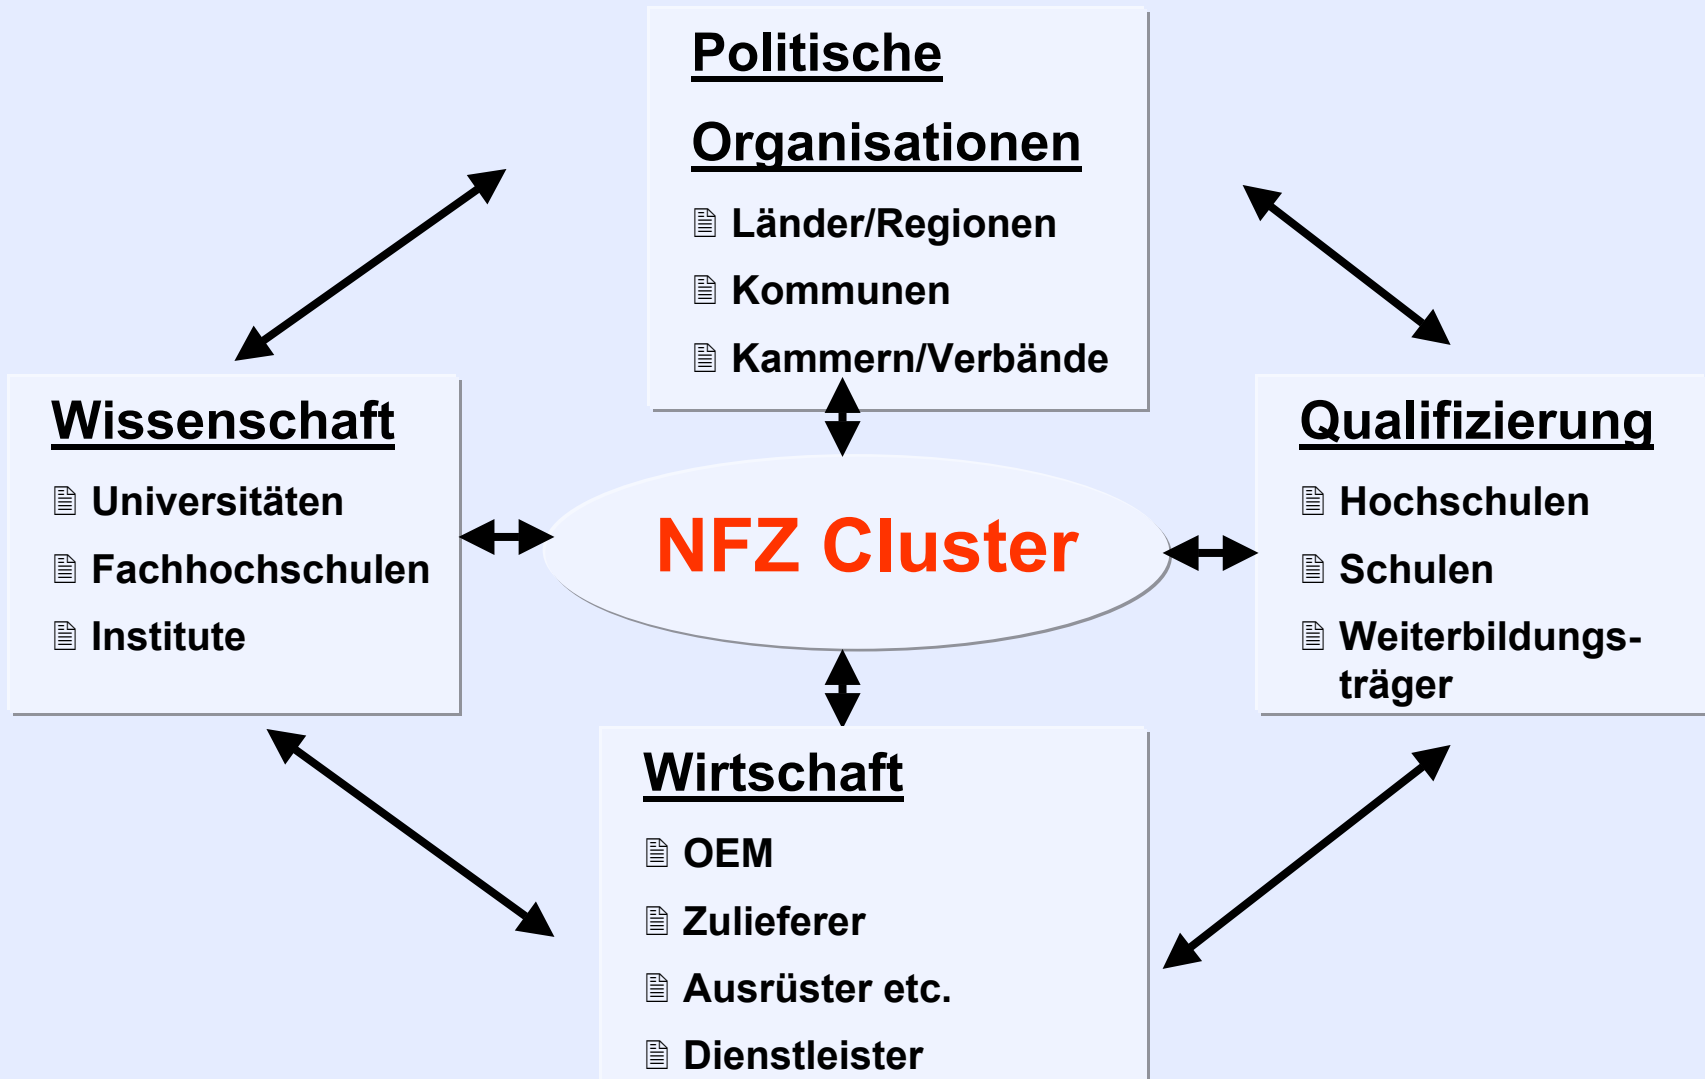 Politische
Organisationen
Länder/Regionen
Kommunen
Kammern/Verbände
Wissenschaft
Universitäten
Fachhochschulen
Institute
NFZ Cluster
Qualifizierung
Hochschulen
Schulen
Weiterbildungs-
träger
Wirtschaft
OEM
Zulieferer
Ausrüster etc.
Dienstleister